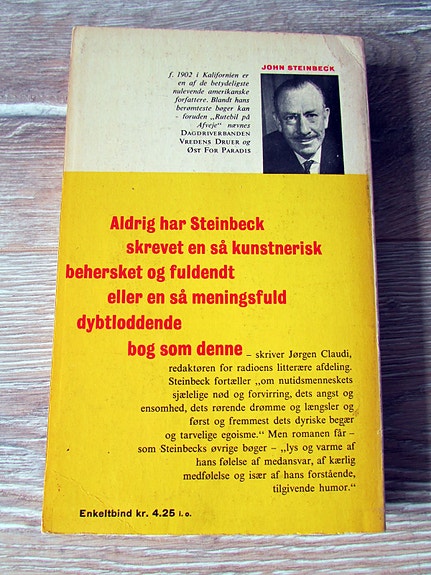 JOHN STEINBECK
f. 1902 i Kalifornien er
en af de betydeligste
nulevende amerikanske
forfattere. Blandt hans
berømteste bøger kan
- foruden „Rutebil på
Afveje“ nævnes
DAGDRIVERBANDEN
VREDENS DRUER og
ØST FOR PARADIS
Aldrig har Steinbeck
skrevet en så kunstnerisk
behersket og fuldendt
eller en så meningsfuld
dybtloddende
bog som denne – skriver Jørgen Claudi,
redaktøren for radioens litterære afdeling.
Steinbeck fortæller „om nutidsmenneskets
sjælelige nød og forvirring, dets angst og
ensomhed, dets rørende drømme og længsler og
først og fremmest dets dyriske begær
og tarvelige egoisme.“ Men romanen får –
som Steinbecks øvrige bøger – „lys og varme af
hans følelse af medansvar, af kærlig
medfølelse og især af hans forstående,
tilgivende humor.“
Enkeltbind kr. 4.25 i. o.